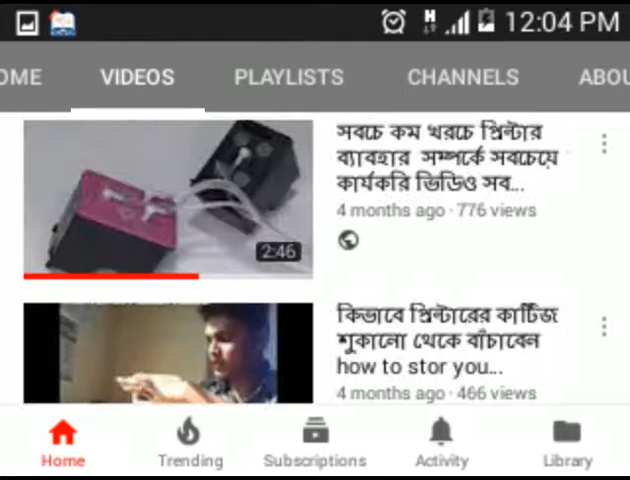 H 12:04 PM
OME VIDEOS PLAYLISTS CHANNELS ABOU
সবচে কম খরচে প্রিন্টার
ব্যাবহার সম্পর্কে সবচেয়ে
কার্যকরি ভিডিও সব...
4 months ago · 776 views
2:46
কিভাবে প্রিন্টারের কার্টিজ
শুকানো থেকে বাঁচাবেন
how to stor you...
4 months ago · 466 views
Home Trending Subscriptions Activity Library